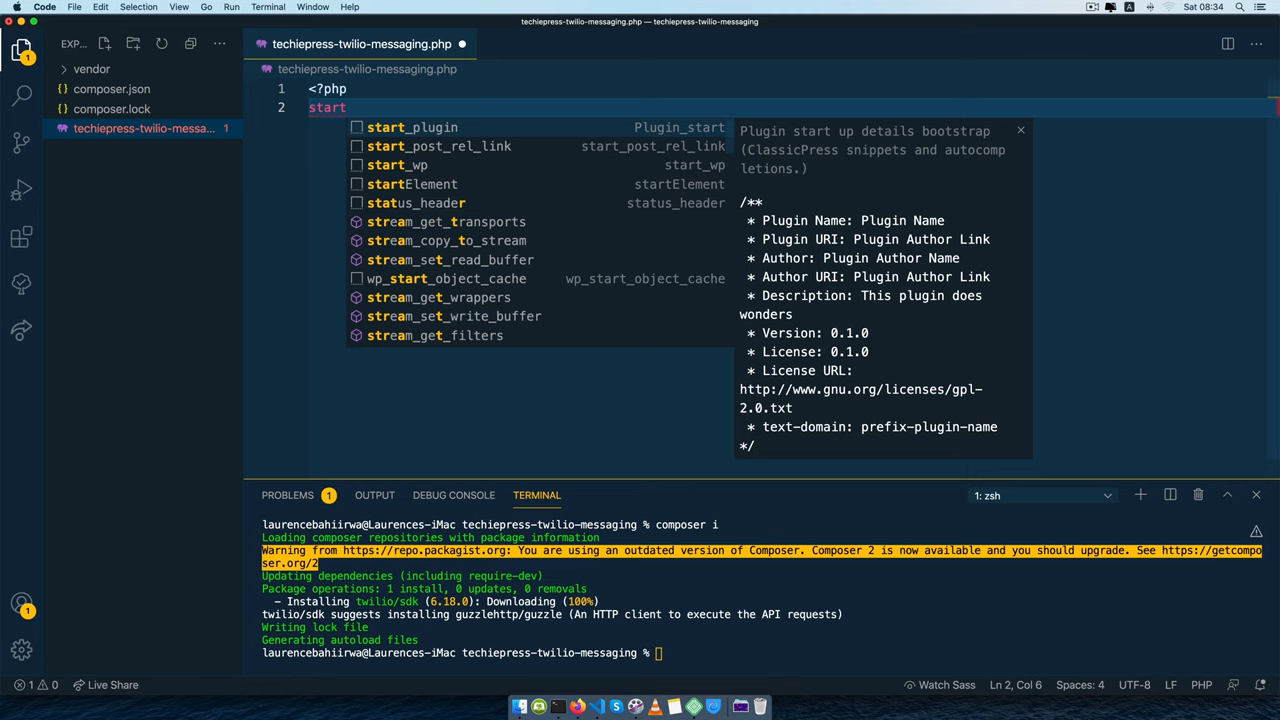 Code File Edit Selection View Go Run Terminal Window Help
Sat 08:34
techiepress-twilio-messaging.php — techiepress-twilio-messaging
EXP...
techiepress-twilio-messaging.php
1
vendor
composer.json
composer.lock
techiepress-twilio-messa... 1
techiepress-twilio-messaging.php
1 <?php
2 start
start_plugin Plugin_start
start_post_rel_link start_post_rel_link
start_wp start_wp
startElement startElement
status_header status_header
stream_get_transports
stream_copy_to_stream
stream_set_read_buffer
wp_start_object_cache wp_start_object_cache
stream_get_wrappers
stream_set_write_buffer
stream_get_filters
Plugin start up details bootstrap
(ClassicPress snippets and autocomp
letions.)
/**
* Plugin Name: Plugin Name
* Plugin URI: Plugin Author Link
* Author: Plugin Author Name
* Author URI: Plugin Author Link
* Description: This plugin does
wonders
* Version: 0.1.0
* License: 0.1.0
* License URL:
http://www.gnu.org/licenses/gpl-
2.0.txt
* text-domain: prefix-plugin-name
*/
PROBLEMS 1 OUTPUT DEBUG CONSOLE TERMINAL
1: zsh
laurencebahiirwa@Laurences-iMac techiepress-twilio-messaging % composer i
Loading composer repositories with package information
Warning from https://repo.packagist.org: You are using an outdated version of Composer. Composer 2 is now available and you should upgrade. See https://getcompo
ser.org/2
Updating dependencies (including require-dev)
Package operations: 1 install, 0 updates, 0 removals
- Installing twilio/sdk (6.18.0): Downloading (100%)
twilio/sdk suggests installing guzzlehttp/guzzle (An HTTP client to execute the API requests)
Writing lock file
Generating autoload files
laurencebahiirwa@Laurences-iMac techiepress-twilio-messaging %
1
1 0 Live Share
Watch Sass Ln 2, Col 6 Spaces: 4 UTF-8 LF PHP